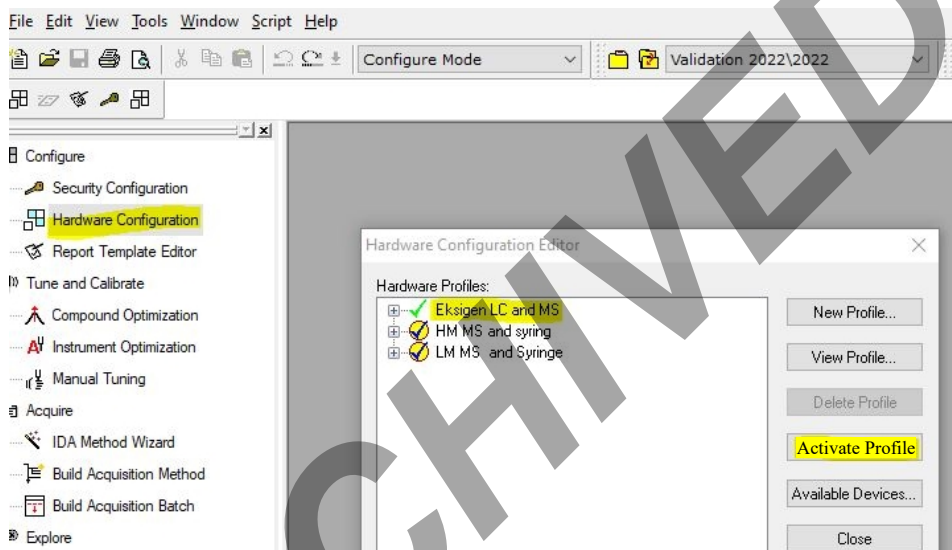 File Edit View Tools Window Script Help
Configure Mode
Validation 2022\2022
Configure
Security Configuration
Hardware Configuration
Report Template Editor
Tune and Calibrate
Compound Optimization
Instrument Optimization
Manual Tuning
Acquire
IDA Method Wizard
Build Acquisition Method
Build Acquisition Batch
Explore
Hardware Configuration Editor
Hardware Profiles:
Eksigen LC and MS
HM MS and syring
LM MS and Syringe
New Profile...
View Profile...
Delete Profile
Activate Profile
Available Devices...
Close
CHIVED